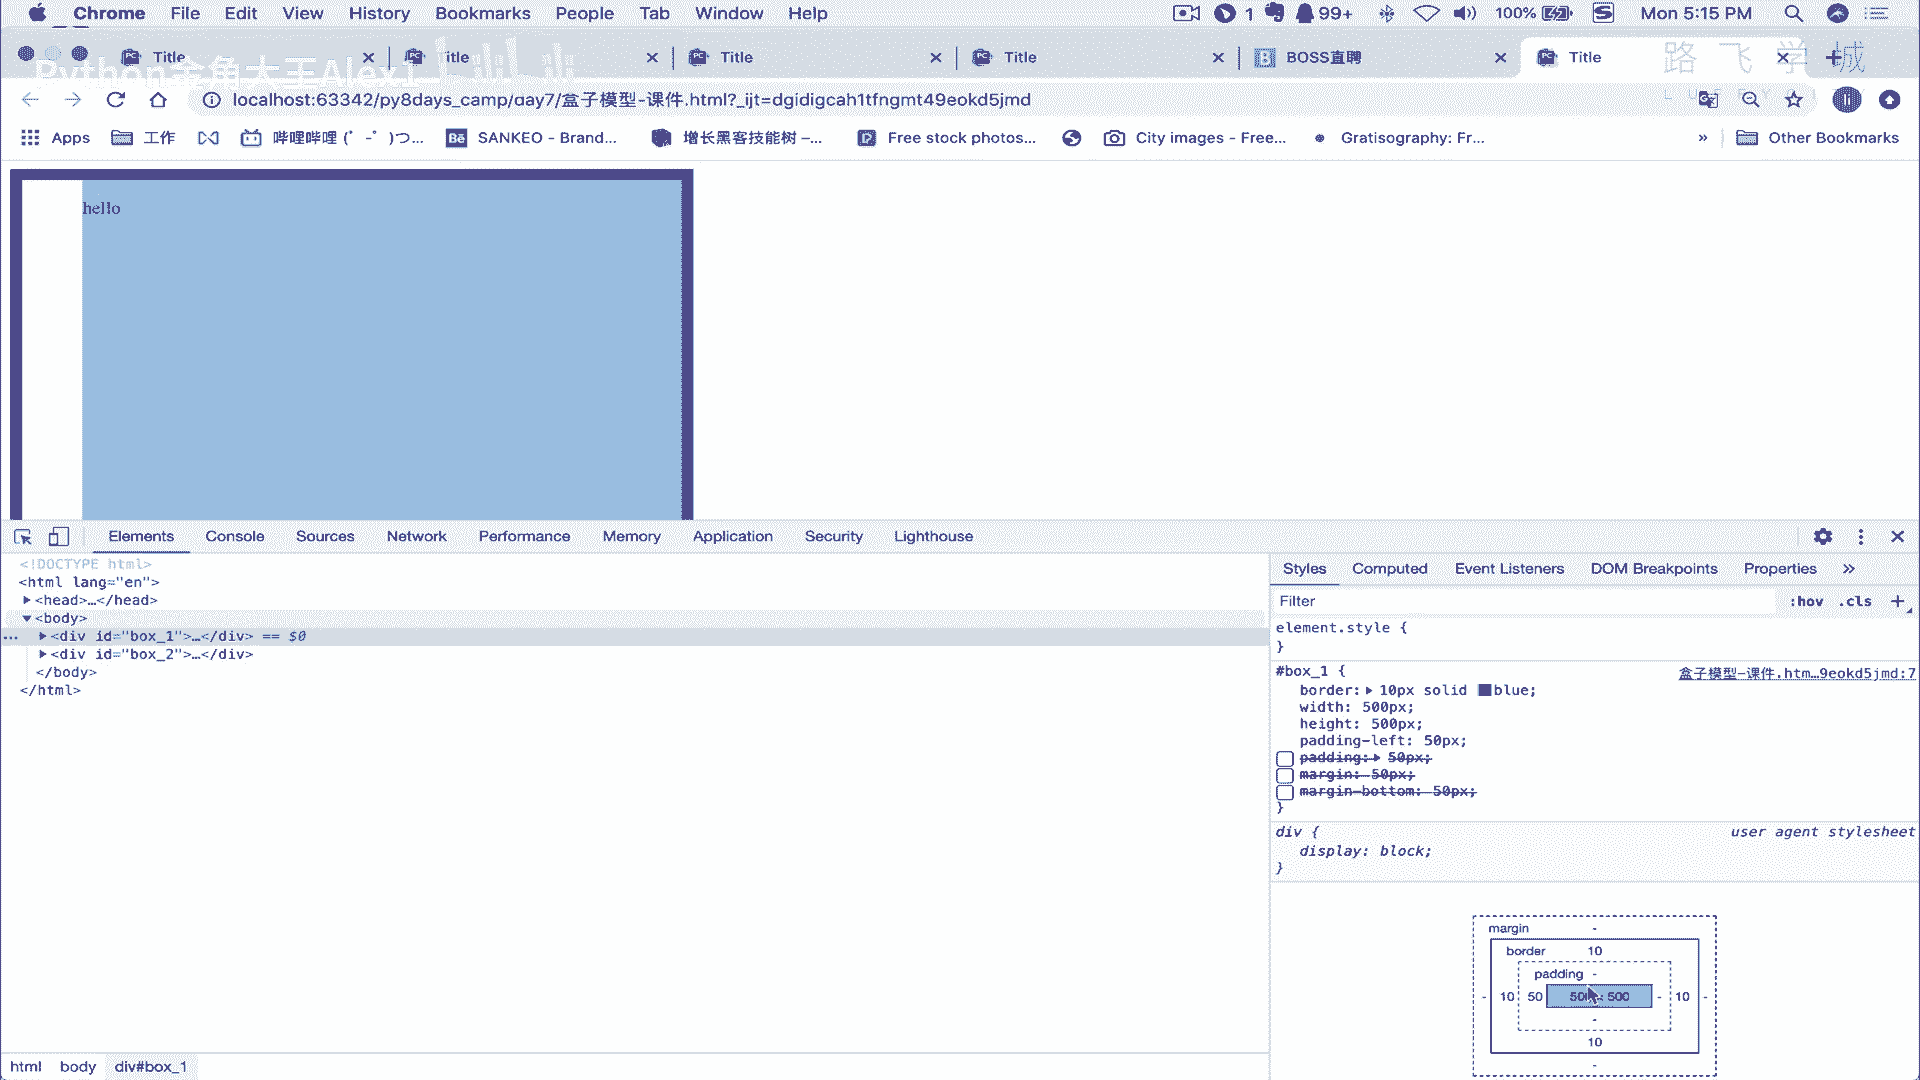 Chrome File Edit View History Bookmarks People Tab Window Help 1 99+ 100% Mon 5:15 PM
Title Title Title Title BOSS直聘 Title
Python金角大王Alex1 路飞学城
localhost:63342/py8days_camp/day7/盒子模型-课件.html?_ijt=dgidigcah1tfngmt49eokd5jmd
Apps 工作 哔哩哔哩 (゜-゜)つ… Bē SANKEO - Brand... 增长黑客技能树 –... Free stock photos... City images - Free... Gratisography: Fr... » Other Bookmarks
hello
Elements Console Sources Network Performance Memory Application Security Lighthouse
<!DOCTYPE html>
<html lang="en">
<head>…</head>
<body>
<div id="box_1">…</div> == $0
<div id="box_2">…</div>
</body>
</html>
html body div#box_1
Styles Computed Event Listeners DOM Breakpoints Properties »
Filter :hov .cls +
element.style {
}
#box_1 { 盒子模型-课件.htm…9eokd5jmd:7
border: 10px solid blue;
width: 500px;
height: 500px;
padding-left: 50px;
padding: 50px;
margin: 50px;
margin-bottom: 50px;
}
div { user agent stylesheet
display: block;
}
margin -
border 10
padding -
- 10 50 500 × 500 - 10 -
-
10
-